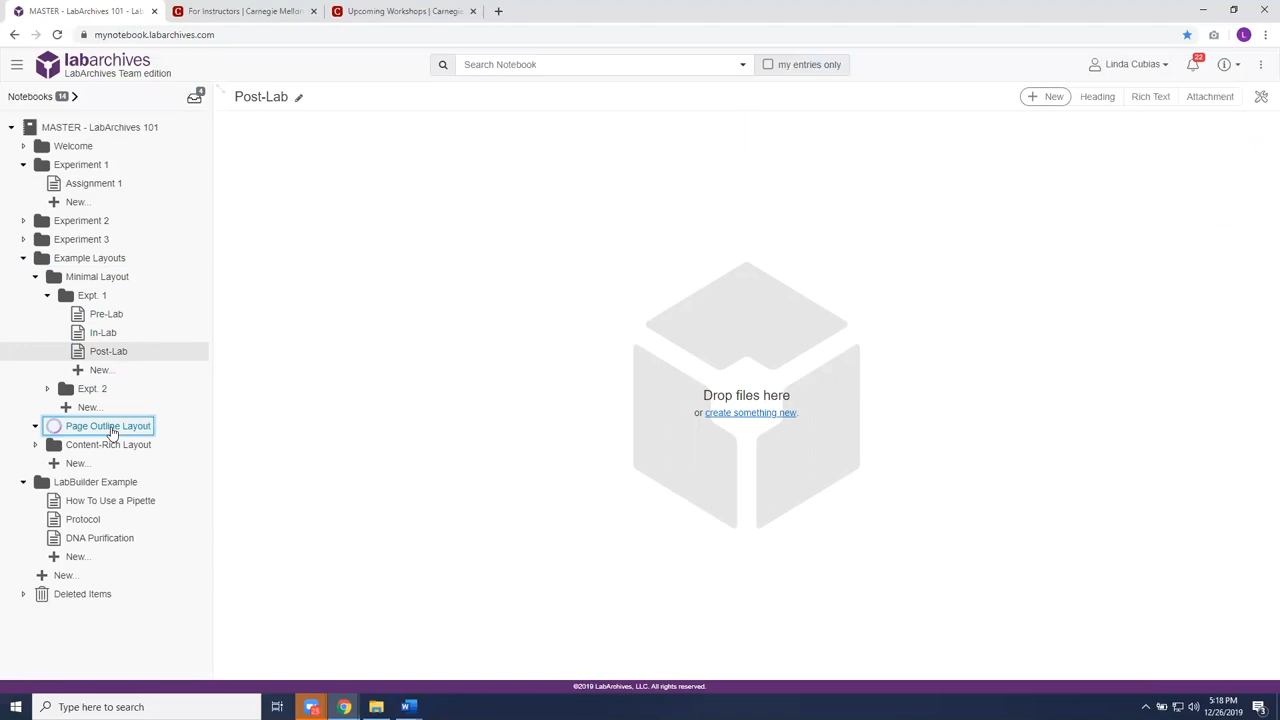 MASTER - LabArchives 101 - Lab
For Instructors | Carnegie Mellon
Upcoming Workshops | Carnegie
mynotebook.labarchives.com
labarchives
LabArchives Team edition
Search Notebook
my entries only
Linda Cubias
22
Notebooks 14
4
Post-Lab
New
Heading
Rich Text
Attachment
MASTER - LabArchives 101
Welcome
Experiment 1
Assignment 1
New...
Experiment 2
Experiment 3
Example Layouts
Minimal Layout
Expt. 1
Pre-Lab
In-Lab
Post-Lab
New...
Expt. 2
New...
Page Outline Layout
Content-Rich Layout
New...
LabBuilder Example
How To Use a Pipette
Protocol
DNA Purification
New...
New...
Deleted Items
Drop files here
or create something new.
©2019 LabArchives, LLC. All rights reserved.
Type here to search
5:18 PM
12/26/2019